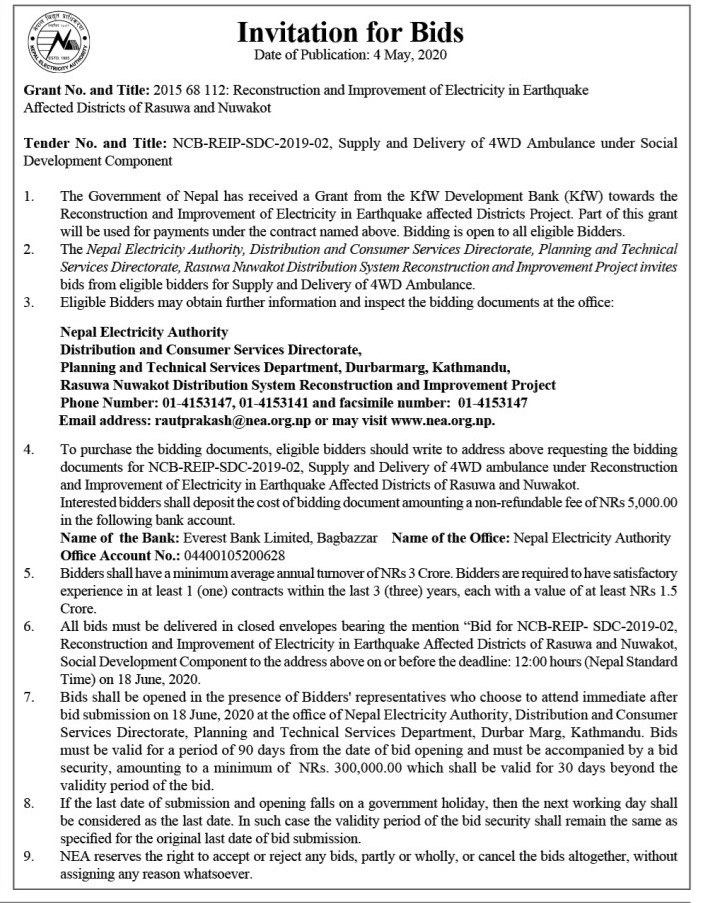 Invitation for Bids
Date of Publication: 4 May, 2020
NEPAL ELECTRICITY AUTHORITY
Grant No. and Title: 2015 68 112: Reconstruction and Improvement of Electricity in Earthquake
Affected Districts of Rasuwa and Nuwakot
Tender No. and Title: NCB-REIP-SDC-2019-02, Supply and Delivery of 4WD Ambulance under Social
Development Component
1. The Government of Nepal has received a Grant from the KfW Development Bank (KfW) towards the
Reconstruction and Improvement of Electricity in Earthquake affected Districts Project. Part of this grant
will be used for payments under the contract named above. Bidding is open to all eligible Bidders.
2. The Nepal Electricity Authority, Distribution and Consumer Services Directorate, Planning and Technical
Services Directorate, Rasuwa Nuwakot Distribution System Reconstruction and Improvement Project invites
bids from eligible bidders for Supply and Delivery of 4WD Ambulance.
3. Eligible Bidders may obtain further information and inspect the bidding documents at the office:
Nepal Electricity Authority
Distribution and Consumer Services Directorate,
Planning and Technical Services Department, Durbarmarg, Kathmandu,
Rasuwa Nuwakot Distribution System Reconstruction and Improvement Project
Phone Number: 01-4153147, 01-4153141 and facsimile number: 01-4153147
Email address: rautprakash@nea.org.np or may visit www.nea.org.np.
4. To purchase the bidding documents, eligible bidders should write to address above requesting the bidding
documents for NCB-REIP-SDC-2019-02, Supply and Delivery of 4WD ambulance under Reconstruction
and Improvement of Electricity in Earthquake Affected Districts of Rasuwa and Nuwakot.
Interested bidders shall deposit the cost of bidding document amounting a non-refundable fee of NRs 5,000.00
in the following bank account.
Name of the Bank: Everest Bank Limited, Bagbazzar Name of the Office: Nepal Electricity Authority
Office Account No.: 04400105200628
5. Bidders shall have a minimum average annual turnover of NRs 3 Crore. Bidders are required to have satisfactory
experience in at least 1 (one) contracts within the last 3 (three) years, each with a value of at least NRs 1.5
Crore.
6. All bids must be delivered in closed envelopes bearing the mention “Bid for NCB-REIP- SDC-2019-02,
Reconstruction and Improvement of Electricity in Earthquake Affected Districts of Rasuwa and Nuwakot,
Social Development Component to the address above on or before the deadline: 12:00 hours (Nepal Standard
Time) on 18 June, 2020.
7. Bids shall be opened in the presence of Bidders' representatives who choose to attend immediate after
bid submission on 18 June, 2020 at the office of Nepal Electricity Authority, Distribution and Consumer
Services Directorate, Planning and Technical Services Department, Durbar Marg, Kathmandu. Bids
must be valid for a period of 90 days from the date of bid opening and must be accompanied by a bid
security, amounting to a minimum of NRs. 300,000.00 which shall be valid for 30 days beyond the
validity period of the bid.
8. If the last date of submission and opening falls on a government holiday, then the next working day shall
be considered as the last date. In such case the validity period of the bid security shall remain the same as
specified for the original last date of bid submission.
9. NEA reserves the right to accept or reject any bids, partly or wholly, or cancel the bids altogether, without
assigning any reason whatsoever.